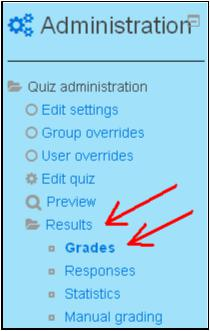 Administration
Quiz administration
Edit settings
Group overrides
User overrides
Edit quiz
Preview
Results
Grades
Responses
Statistics
Manual grading